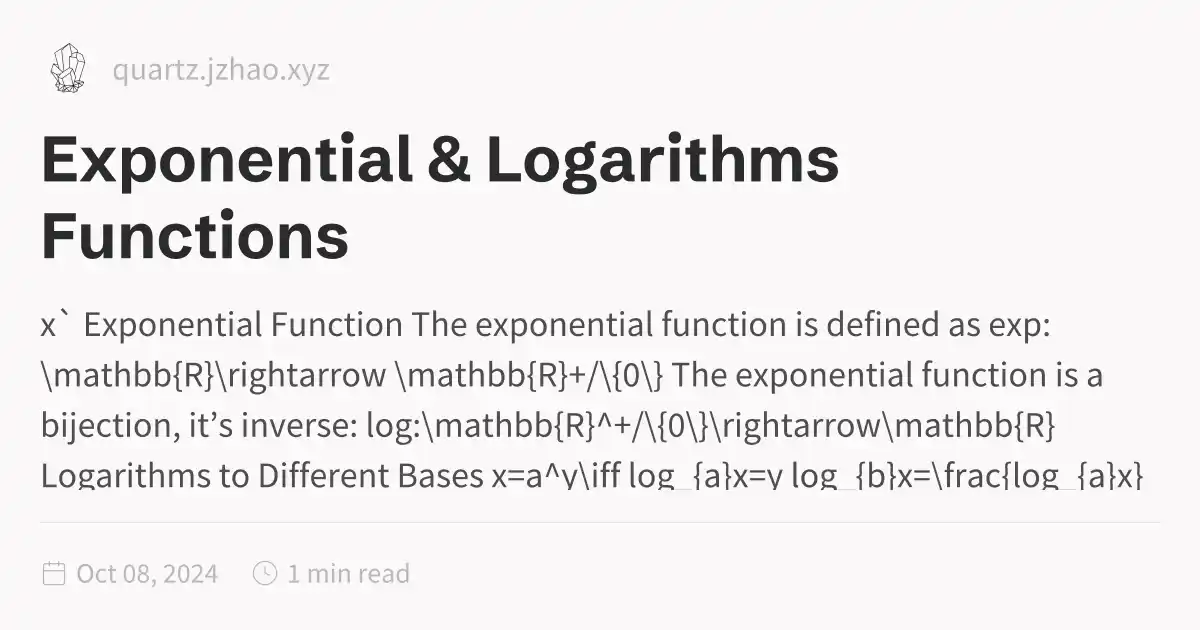 quartz.jzhao.xyz
Exponential & Logarithms
Functions
x` Exponential Function The exponential function is defined as exp:
\mathbb{R}\rightarrow \mathbb{R}+/\{0\} The exponential function is a
bijection, it’s inverse: log:\mathbb{R}^+/\{0\}\rightarrow\mathbb{R}
Logarithms to Different Bases x=a^y\iff log_{a}x=y log_{b}x=\frac{log_{a}x}
Oct 08, 2024 1 min read